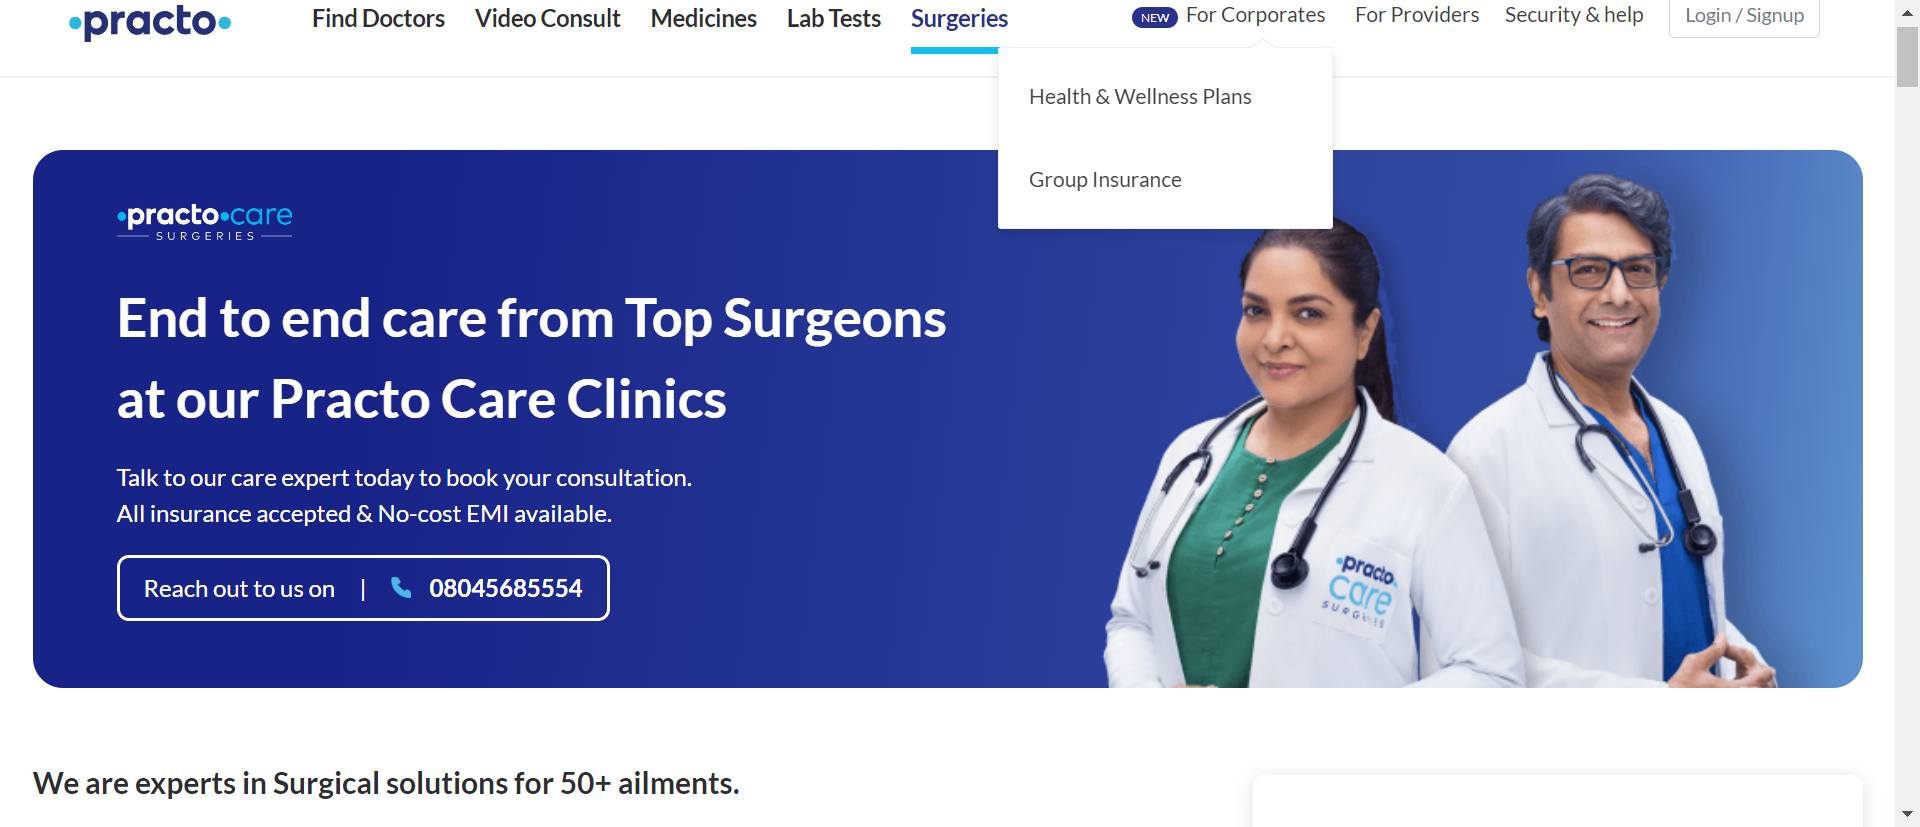 practo
Find Doctors
Video Consult
Medicines
Lab Tests
Surgeries
NEW
For Corporates
For Providers
Security & help
Login / Signup
Health & Wellness Plans
Group Insurance
practo care
SURGERIES
End to end care from Top Surgeons
at our Practo Care Clinics
Talk to our care expert today to book your consultation.
All insurance accepted & No-cost EMI available.
Reach out to us on | 08045685554
practo
care
SURGERIES
We are experts in Surgical solutions for 50+ ailments.